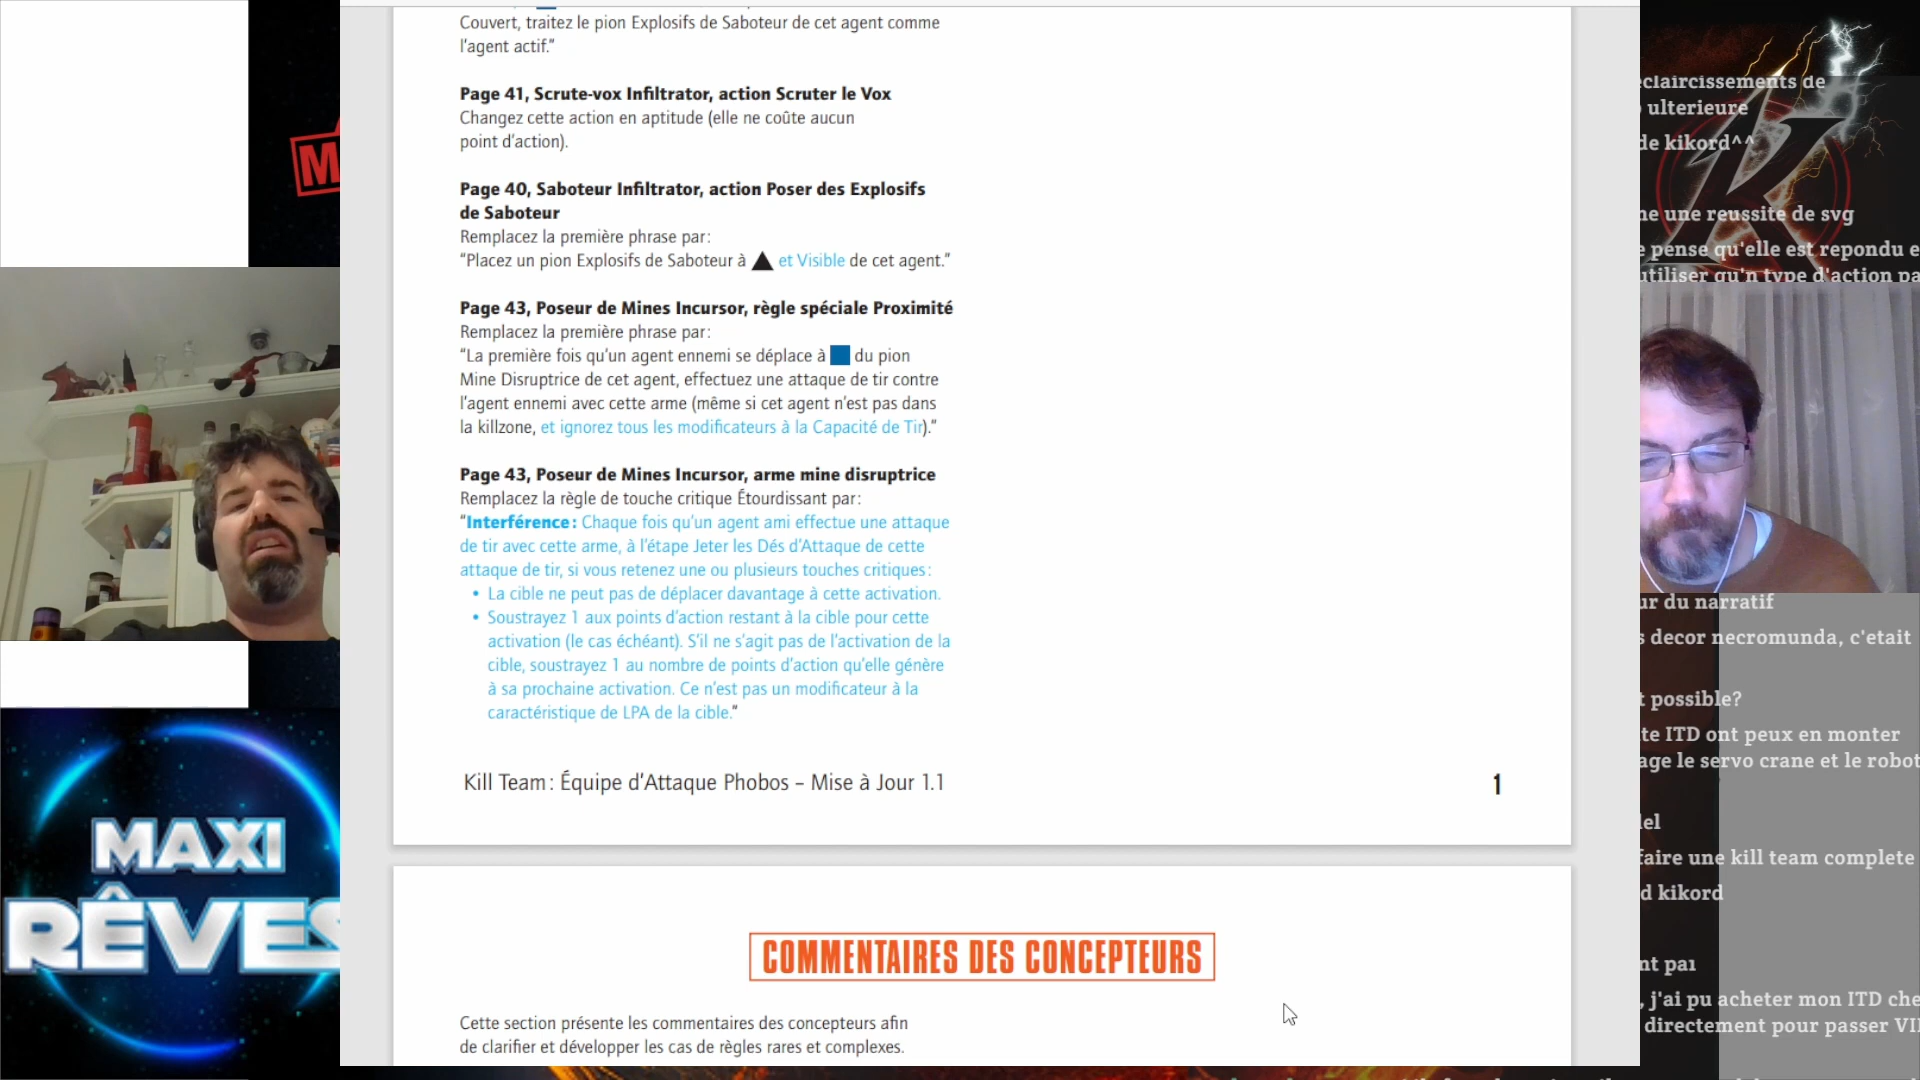 Couvert, traitez le pion Explosifs de Saboteur de cet agent comme
l'agent actif.”
Page 41, Scrute-vox Infiltrator, action Scruter le Vox
Changez cette action en aptitude (elle ne coûte aucun
point d'action).
Page 40, Saboteur Infiltrator, action Poser des Explosifs
de Saboteur
Remplacez la première phrase par:
“Placez un pion Explosifs de Saboteur à ▲ et Visible de cet agent.”
Page 43, Poseur de Mines Incursor, règle spéciale Proximité
Remplacez la première phrase par:
“La première fois qu'un agent ennemi se déplace à ■ du pion
Mine Disruptrice de cet agent, effectuez une attaque de tir contre
l'agent ennemi avec cette arme (même si cet agent n'est pas dans
la killzone, et ignorez tous les modificateurs à la Capacité de Tir).”
Page 43, Poseur de Mines Incursor, arme mine disruptrice
Remplacez la règle de touche critique Étourdissant par:
“Interférence: Chaque fois qu'un agent ami effectue une attaque
de tir avec cette arme, à l'étape Jeter les Dés d'Attaque de cette
attaque de tir, si vous retenez une ou plusieurs touches critiques:
• La cible ne peut pas de déplacer davantage à cette activation.
• Soustrayez 1 aux points d'action restant à la cible pour cette
activation (le cas échéant). S'il ne s'agit pas de l'activation de la
cible, soustrayez 1 au nombre de points d'action qu'elle génère
à sa prochaine activation. Ce n'est pas un modificateur à la
caractéristique de LPA de la cible.”
Kill Team: Équipe d'Attaque Phobos – Mise à Jour 1.1
1
COMMENTAIRES DES CONCEPTEURS
Cette section présente les commentaires des concepteurs afin
de clarifier et développer les cas de règles rares et complexes.
M
MAXI
RÊVES
eclaircissements de
ulterieure
de kikord^^
ne une reussite de svg
e pense qu'elle est repondu e
utiliser qu'n type d'action pa
ur du narratif
s decor necromunda, c'etait
t possible?
te ITD ont peux en monter
age le servo crane et le robot
el
faire une kill team complete
d kikord
nt pai
, j'ai pu acheter mon ITD che
directement pour passer VII